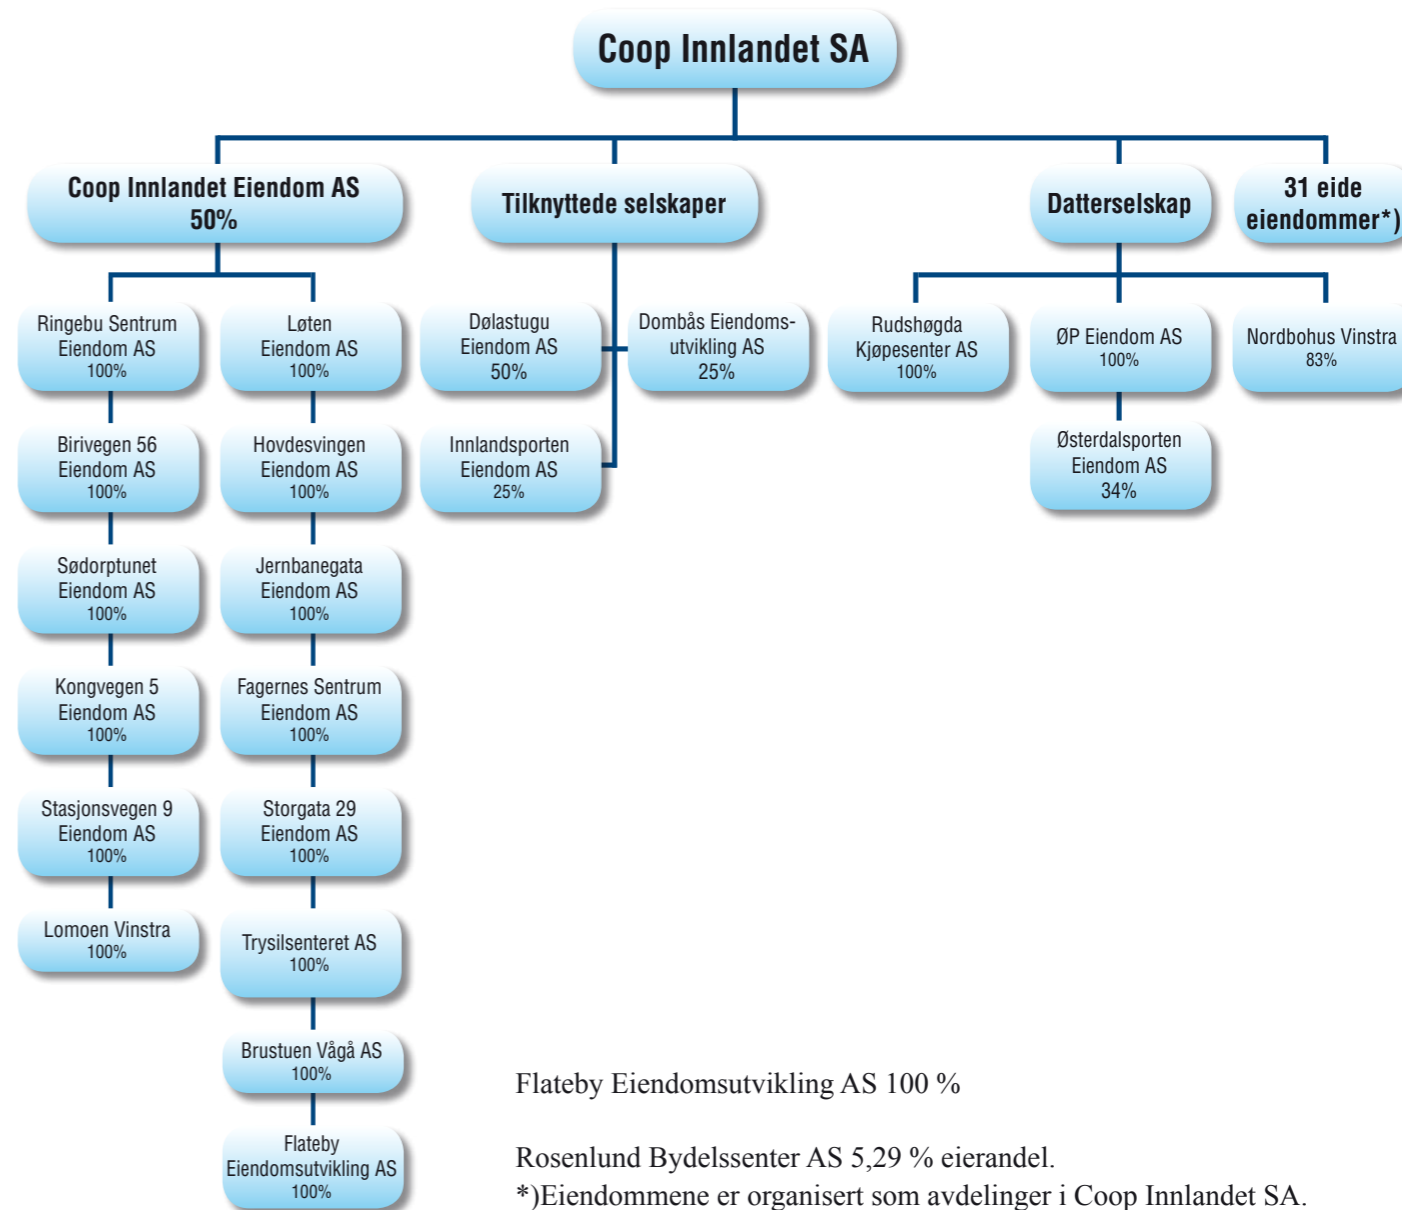 Coop Innlandet SA
Coop Innlandet Eiendom AS
50%
Tilknyttede selskaper
Datterselskap
31 eide
eiendommer*)
Ringebu Sentrum
Eiendom AS
100%
Birivegen 56
Eiendom AS
100%
Sødorptunet
Eiendom AS
100%
Kongvegen 5
Eiendom AS
100%
Stasjonsvegen 9
Eiendom AS
100%
Lomoen Vinstra
100%
Løten
Eiendom AS
100%
Hovdesvingen
Eiendom AS
100%
Jernbanegata
Eiendom AS
100%
Fagernes Sentrum
Eiendom AS
100%
Storgata 29
Eiendom AS
100%
Trysilsenteret AS
100%
Brustuen Vågå AS
100%
Flateby
Eiendomsutvikling AS
100%
Dølastugu
Eiendom AS
50%
Dombås Eiendoms-
utvikling AS
25%
Innlandsporten
Eiendom AS
25%
Rudshøgda
Kjøpesenter AS
100%
ØP Eiendom AS
100%
Østerdalsporten
Eiendom AS
34%
Nordbohus Vinstra
83%
Flateby Eiendomsutvikling AS 100 %
Rosenlund Bydelssenter AS 5,29 % eierandel.
*)Eiendommene er organisert som avdelinger i Coop Innlandet SA.